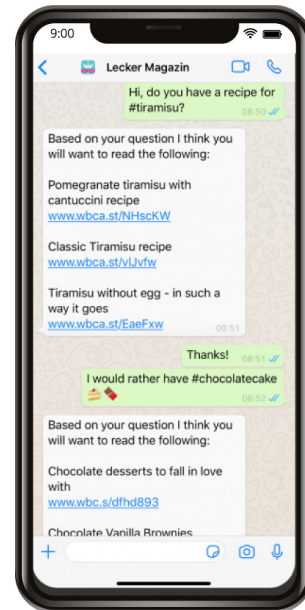 9:00
Lecker Magazin
Hi, do you have a recipe for
#tiramisu?
08:50
Based on your question I think you
will want to read the following:
Pomegranate tiramisu with
cantuccini recipe
www.wbca.st/NHscKW
Classic Tiramisu recipe
www.wbca.st/vlJvfw
Tiramisu without egg - in such a
way it goes
www.wbca.st/EaeFxw
08:51
Thanks!
08:51
I would rather have #chocolatecake
🍰🍫
08:52
Based on your question I think you
will want to read the following:
Chocolate desserts to fall in love
with
www.wbc.s/dfhd893
Chocolate Vanilla Brownies